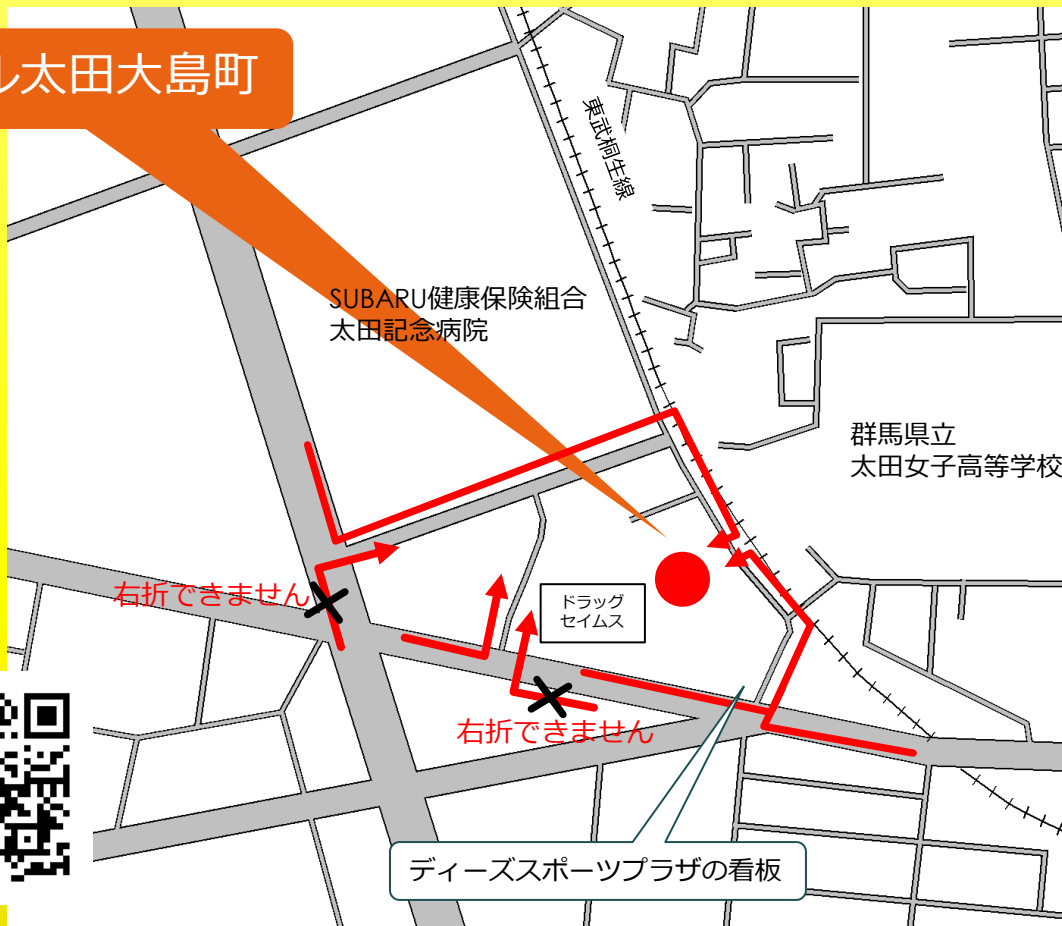 ル太田大島町
東武桐生線
SUBARU健康保険組合
太田記念病院
群馬県立
太田女子高等学校
右折できません
ドラッグ
セイムス
右折できません
ディーズスポーツプラザの看板